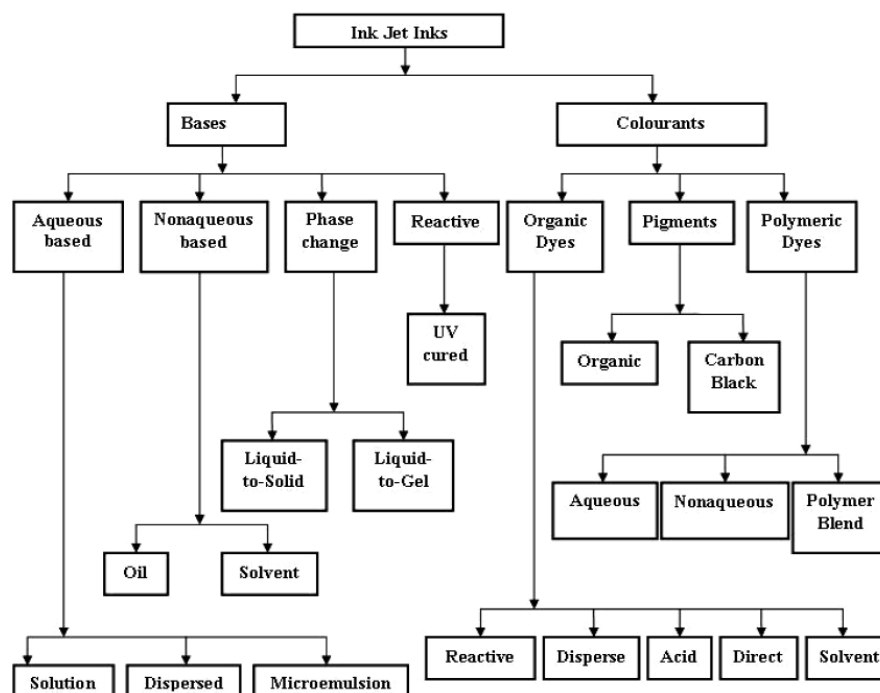 Ink Jet Inks
Bases
Colourants
Aqueous
based
Nonaqueous
based
Phase
change
Reactive
Organic
Dyes
Pigments
Polymeric
Dyes
UV
cured
Organic
Carbon
Black
Liquid-
to-Solid
Liquid-
to-Gel
Aqueous
Nonaqueous
Polymer
Blend
Oil
Solvent
Reactive
Disperse
Acid
Direct
Solvent
Solution
Dispersed
Microemulsion